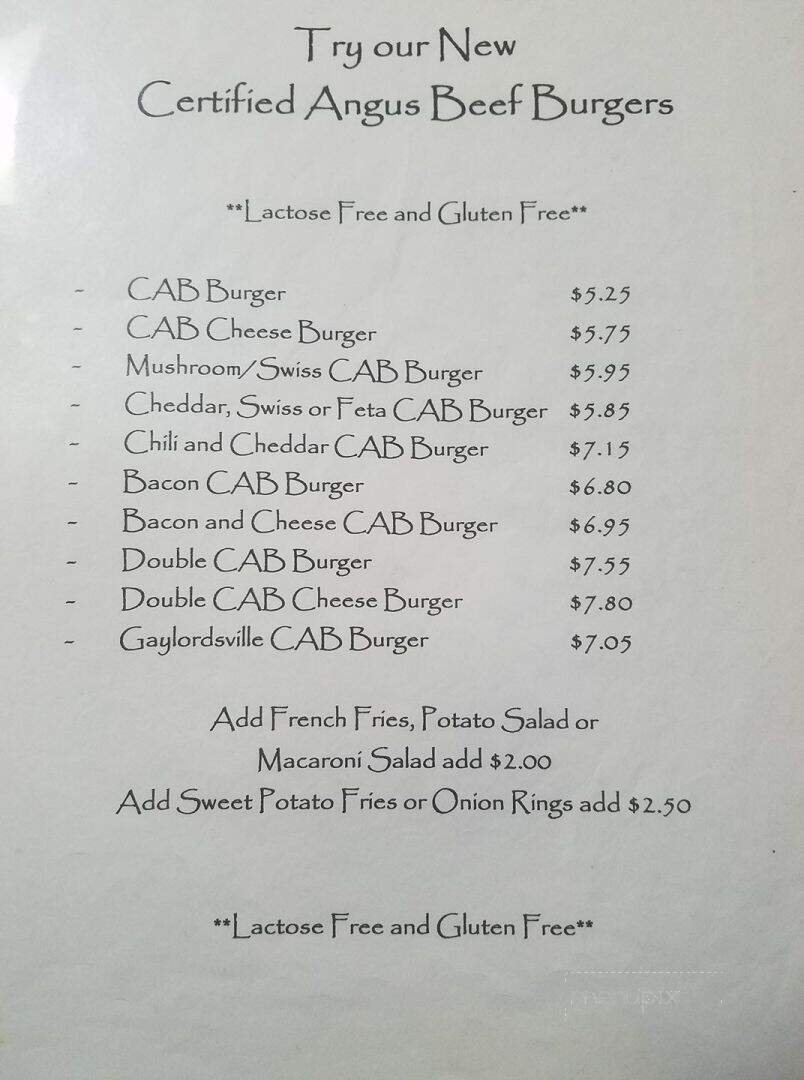 Try our New
Certified Angus Beef Burgers
**Lactose Free and Gluten Free**
- CAB Burger $5.25
- CAB Cheese Burger $5.75
- Mushroom/Swiss CAB Burger $5.95
- Cheddar, Swiss or Feta CAB Burger $5.85
- Chili and Cheddar CAB Burger $7.15
- Bacon CAB Burger $6.80
- Bacon and Cheese CAB Burger $6.95
- Double CAB Burger $7.55
- Double CAB Cheese Burger $7.80
- Gaylordsville CAB Burger $7.05
Add French Fries, Potato Salad or
Macaroni Salad add $2.00
Add Sweet Potato Fries or Onion Rings add $2.50
**Lactose Free and Gluten Free**
menupix